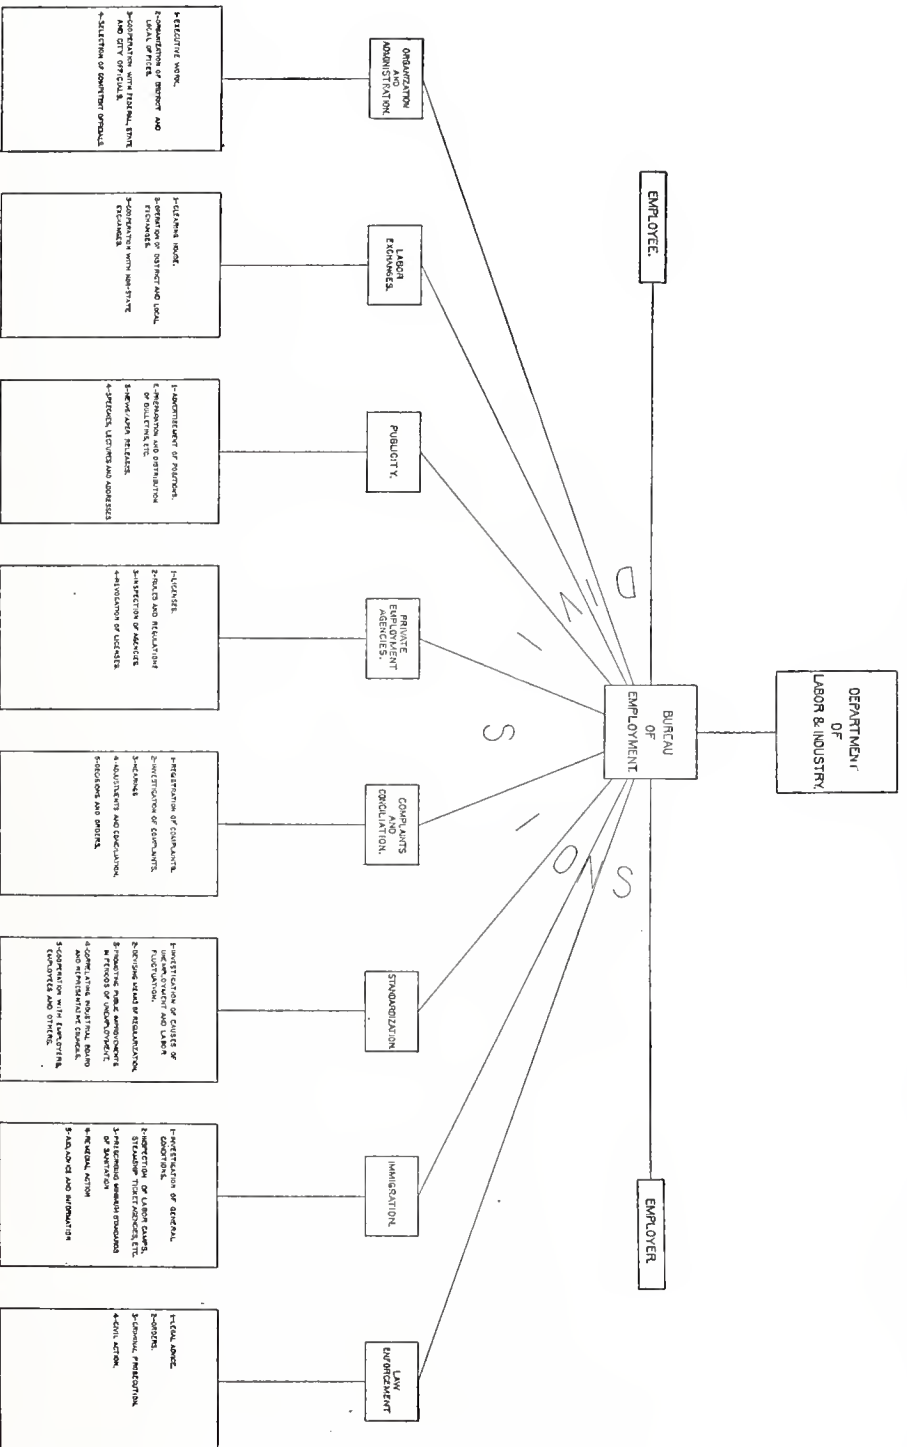 DEPARTMENT
OF
LABOR & INDUSTRY.
EMPLOYEE.
BUREAU
OF
EMPLOYMENT.
EMPLOYER
DIVISIONS
ORGANIZATION
AND
ADMINISTRATION.
LABOR
EXCHANGES.
PUBLICITY.
PRIVATE
EMPLOYMENT
AGENCIES.
COMPLAINTS
AND
CONCILIATION.
STANDARDIZATION.
IMMIGRATION.
LAW
ENFORCEMENT
1-EXECUTIVE WORK.
2-ORGANIZATION OF DISTRICT AND
LOCAL OFFICES.
3-COOPERATION WITH FEDERAL, STATE
AND CITY OFFICIALS.
4-SELECTION OF COMPETENT OFFICIALS
1-CLEARING HOUSE.
2-OPERATION OF DISTRICT AND LOCAL
EXCHANGES.
3-COOPERATION WITH NON-STATE
EXCHANGES.
1-ADVERTISEMENT OF POSITIONS.
2-PREPARATION AND DISTRIBUTION
OF BULLETINS, ETC.
3-NEWSPAPER RELEASES.
4-SPEECHES, LECTURES AND ADDRESSES
1-LICENSES.
2-RULES AND REGULATIONS
3-INSPECTION OF AGENCIES
4-REVOCATION OF LICENSES.
1-REGISTRATION OF COMPLAINTS.
2-INVESTIGATION OF COMPLAINTS.
3-HEARINGS
4-ADJUSTMENTS AND CONCILIATION.
5-DECISIONS AND ORDERS.
1-INVESTIGATION OF CAUSES OF
UNEMPLOYMENT AND LABOR
FLUCTUATION.
2-DEVISING MEANS OF REGULARIZATION.
3-PROMOTING PUBLIC IMPROVEMENTS
IN PERIODS OF UNEMPLOYMENT.
4-CORRELATING INDUSTRIAL BOARD
AND REPRESENTATIVE COUNCILS.
5-COOPERATION WITH EMPLOYERS,
EMPLOYEES AND OTHERS.
1-INVESTIGATION OF GENERAL
CONDITIONS.
2-INSPECTION OF LABOR CAMPS,
STEAMSHIP TICKET AGENCIES, ETC.
3-PRESCRIBING MINIMUM STANDARDS
OF SANITATION
4-REMEDIAL ACTION
5-AID, ADVICE AND INFORMATION
1-LEGAL ADVICE.
2-ORDERS.
3-CRIMINAL PROSECUTION.
4-CIVIL ACTION.